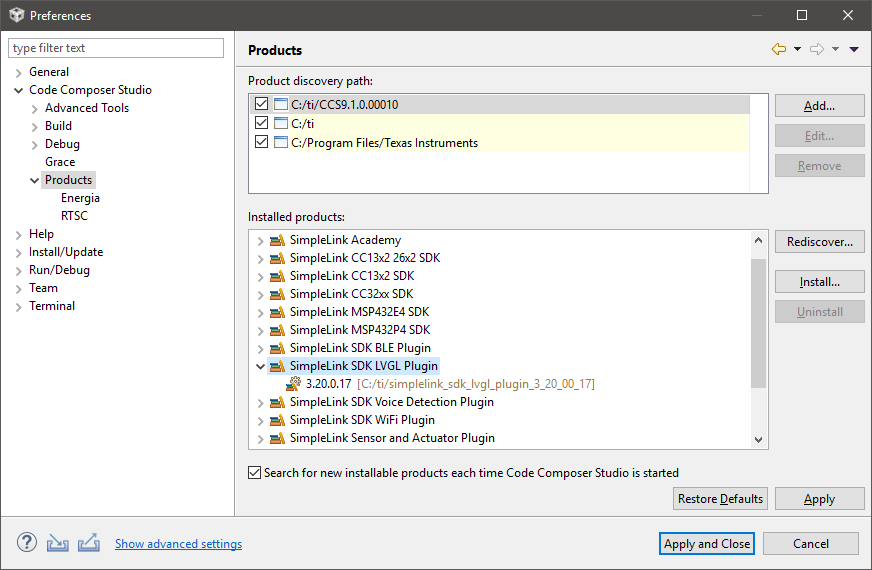 Preferences
type filter text
General
Code Composer Studio
Advanced Tools
Build
Debug
Grace
Products
Energia
RTSC
Help
Install/Update
Run/Debug
Team
Terminal
Products
Product discovery path:
C:/ti/CCS9.1.0.00010
C:/ti
C:/Program Files/Texas Instruments
Add...
Edit...
Remove
Installed products:
SimpleLink Academy
SimpleLink CC13x2 26x2 SDK
SimpleLink CC13x2 SDK
SimpleLink CC32xx SDK
SimpleLink MSP432E4 SDK
SimpleLink MSP432P4 SDK
SimpleLink SDK BLE Plugin
SimpleLink SDK LVGL Plugin
3.20.0.17 [C:/ti/simplelink_sdk_lvgl_plugin_3_20_00_17]
SimpleLink SDK Voice Detection Plugin
SimpleLink SDK WiFi Plugin
SimpleLink Sensor and Actuator Plugin
Rediscover...
Install...
Uninstall
Search for new installable products each time Code Composer Studio is started
Restore Defaults
Apply
Show advanced settings
Apply and Close
Cancel